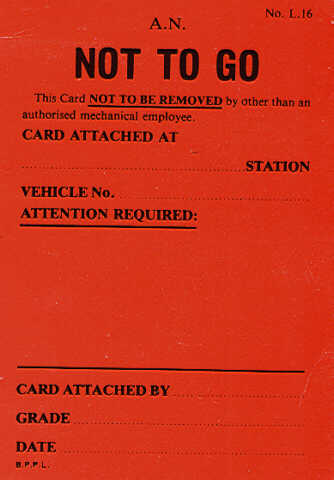 No. L.16
A.N.
NOT TO GO
This Card NOT TO BE REMOVED by other than an
authorised mechanical employee.
CARD ATTACHED AT
STATION
VEHICLE No.
ATTENTION REQUIRED:
CARD ATTACHED BY
GRADE
DATE
B.P.P.L.